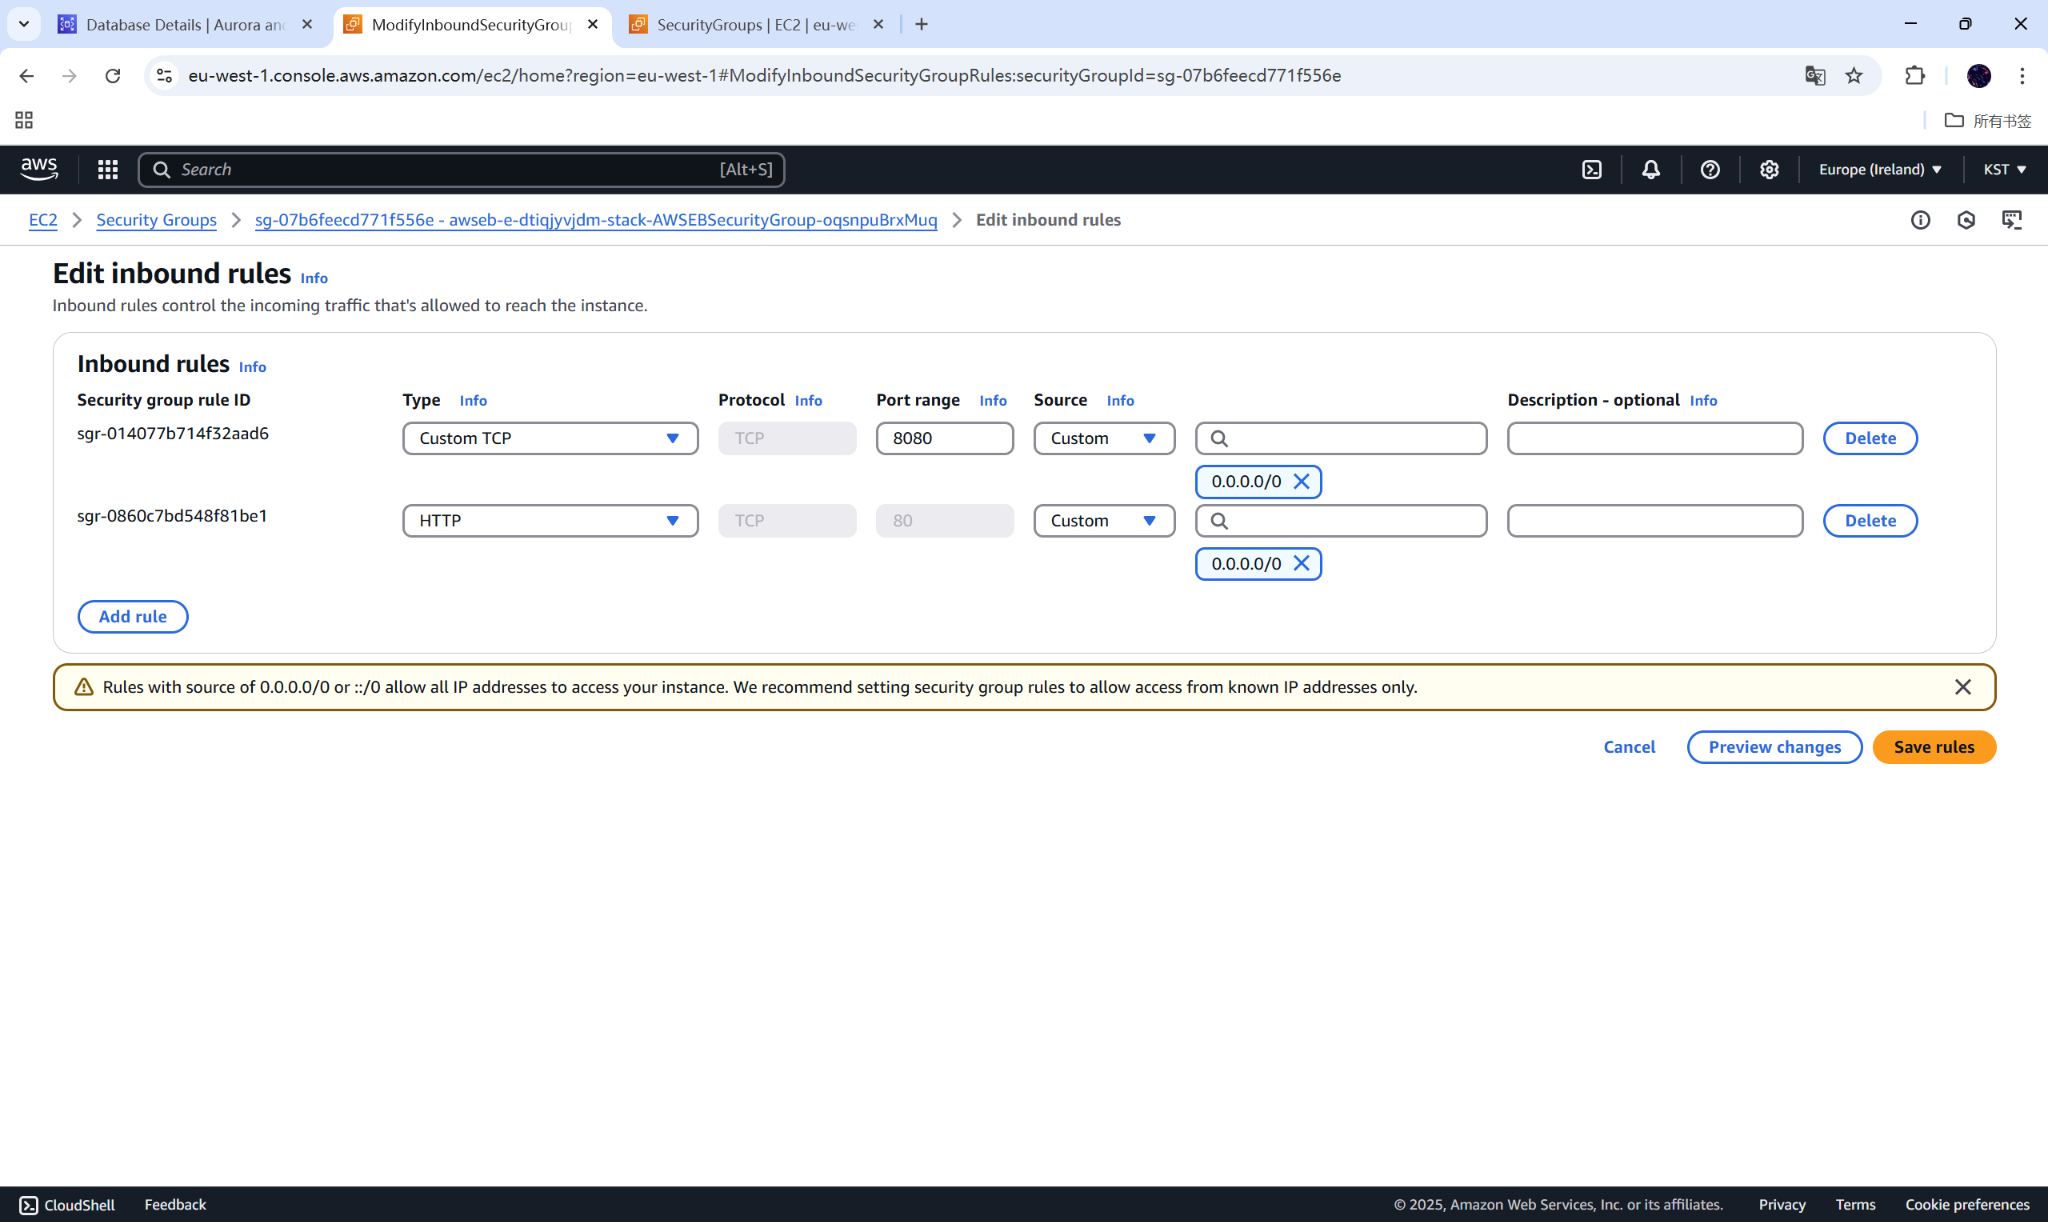 Database Details | Aurora an
ModifyInboundSecurityGrou
SecurityGroups | EC2 | eu-we
eu-west-1.console.aws.amazon.com/ec2/home?region=eu-west-1#ModifyInboundSecurityGroupRules:securityGroupId=sg-07b6feecd771f556e
所有书签
aws Search [Alt+S] Europe (Ireland) KST
EC2 Security Groups sg-07b6feecd771f556e - awseb-e-dtiqjyvjdm-stack-AWSEBSecurityGroup-oqsnpuBrxMuq Edit inbound rules
Edit inbound rules Info
Inbound rules control the incoming traffic that's allowed to reach the instance.
Inbound rules Info
Security group rule ID Type Info Protocol Info Port range Info Source Info Description - optional Info
sgr-014077b714f32aad6 Custom TCP TCP 8080 Custom Delete
0.0.0.0/0
sgr-0860c7bd548f81be1 HTTP TCP 80 Custom Delete
0.0.0.0/0
Add rule
Rules with source of 0.0.0.0/0 or ::/0 allow all IP addresses to access your instance. We recommend setting security group rules to allow access from known IP addresses only.
Cancel Preview changes Save rules
CloudShell Feedback © 2025, Amazon Web Services, Inc. or its affiliates. Privacy Terms Cookie preferences